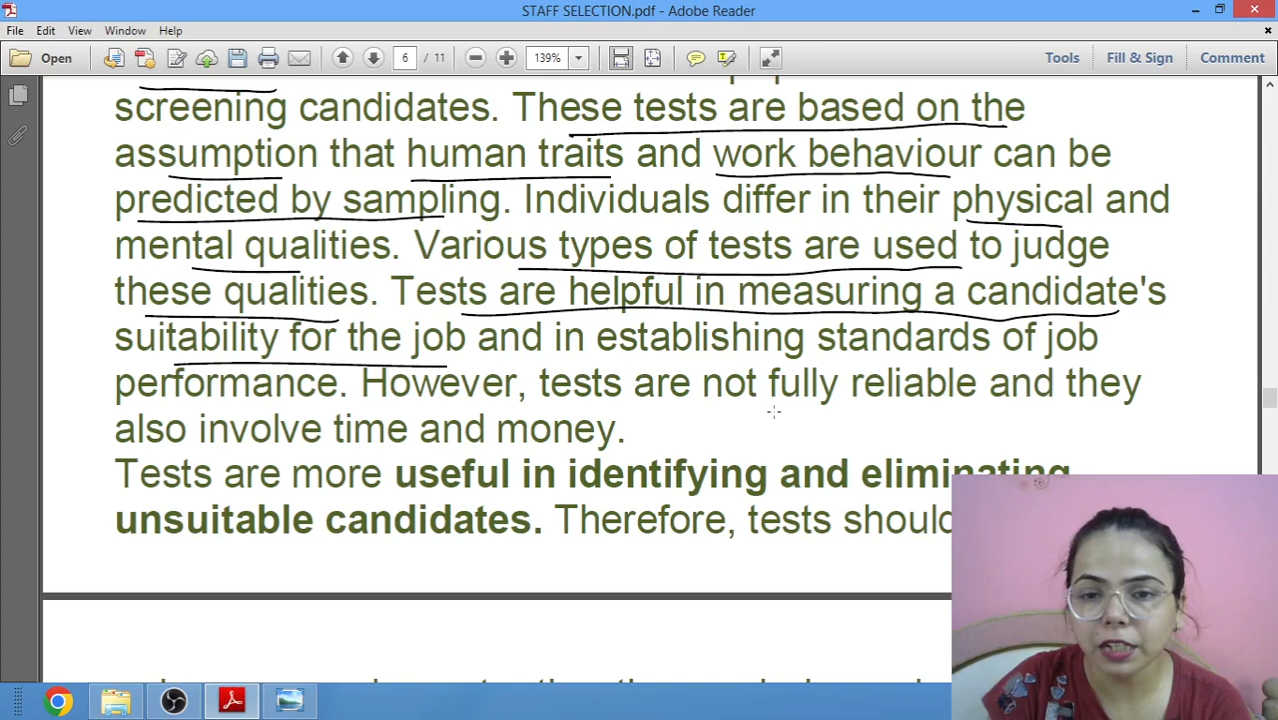 STAFF SELECTION.pdf - Adobe Reader
File Edit View Window Help
Open 6 / 11 139% Tools Fill & Sign Comment
screening candidates. These tests are based on the
assumption that human traits and work behaviour can be
predicted by sampling. Individuals differ in their physical and
mental qualities. Various types of tests are used to judge
these qualities. Tests are helpful in measuring a candidate's
suitability for the job and in establishing standards of job
performance. However, tests are not fully reliable and they
also involve time and money.
Tests are more useful in identifying and eliminating
unsuitable candidates. Therefore, tests should